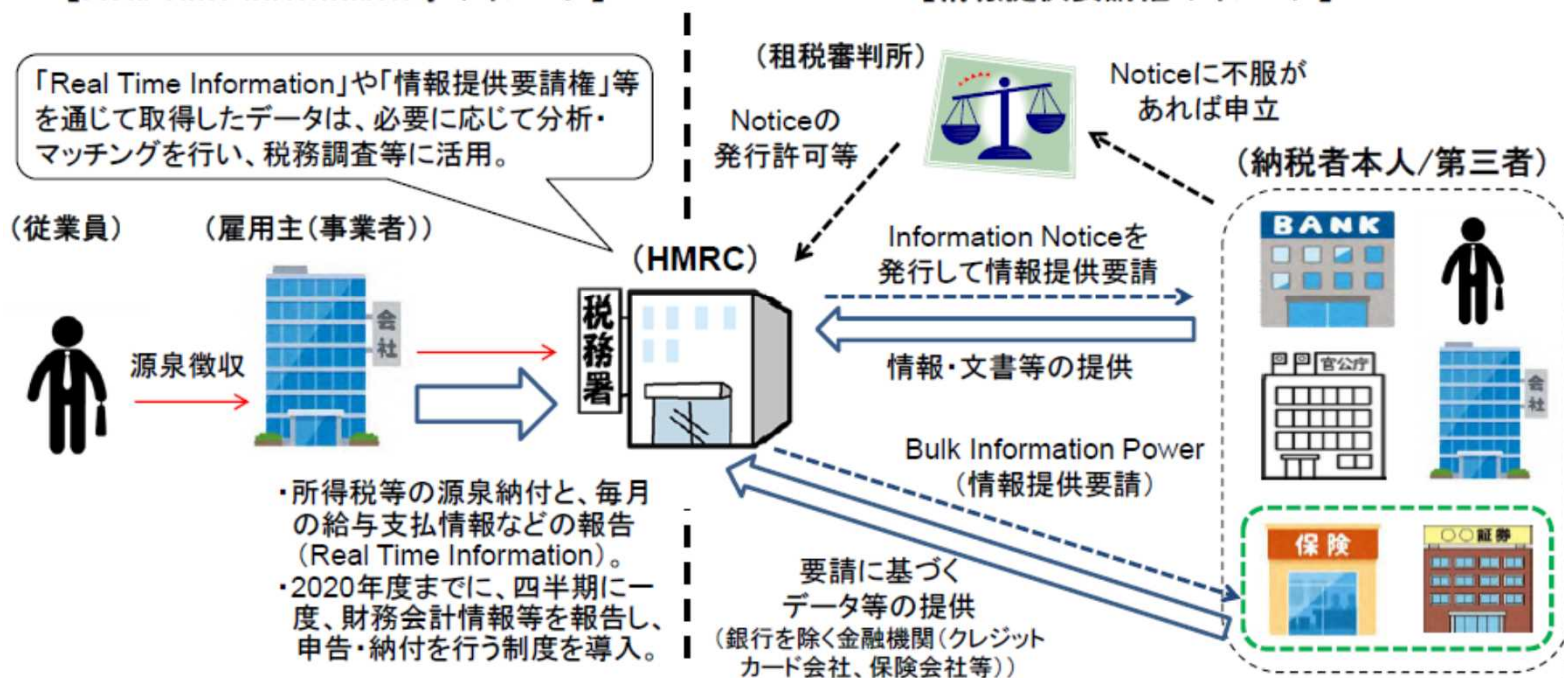 「Real Time Information」や「情報提供要請権」等
を通じて取得したデータは、必要に応じて分析・
マッチングを行い、税務調査等に活用。
(従業員)
(雇用主(事業者))
源泉徴収
会社
(HMRC)
税務署
・所得税等の源泉納付と、毎月
の給与支払情報などの報告
(Real Time Information)。
・2020年度までに、四半期に一
度、財務会計情報等を報告し、
申告・納付を行う制度を導入。
(租税審判所)
Noticeの
発行許可等
Noticeに不服が
あれば申立
(納税者本人/第三者)
Information Noticeを
発行して情報提供要請
情報・文書等の提供
Bulk Information Power
(情報提供要請)
要請に基づく
データ等の提供
(銀行を除く金融機関(クレジット
カード会社、保険会社等))
BANK
官公庁
会社
保険
〇〇証券